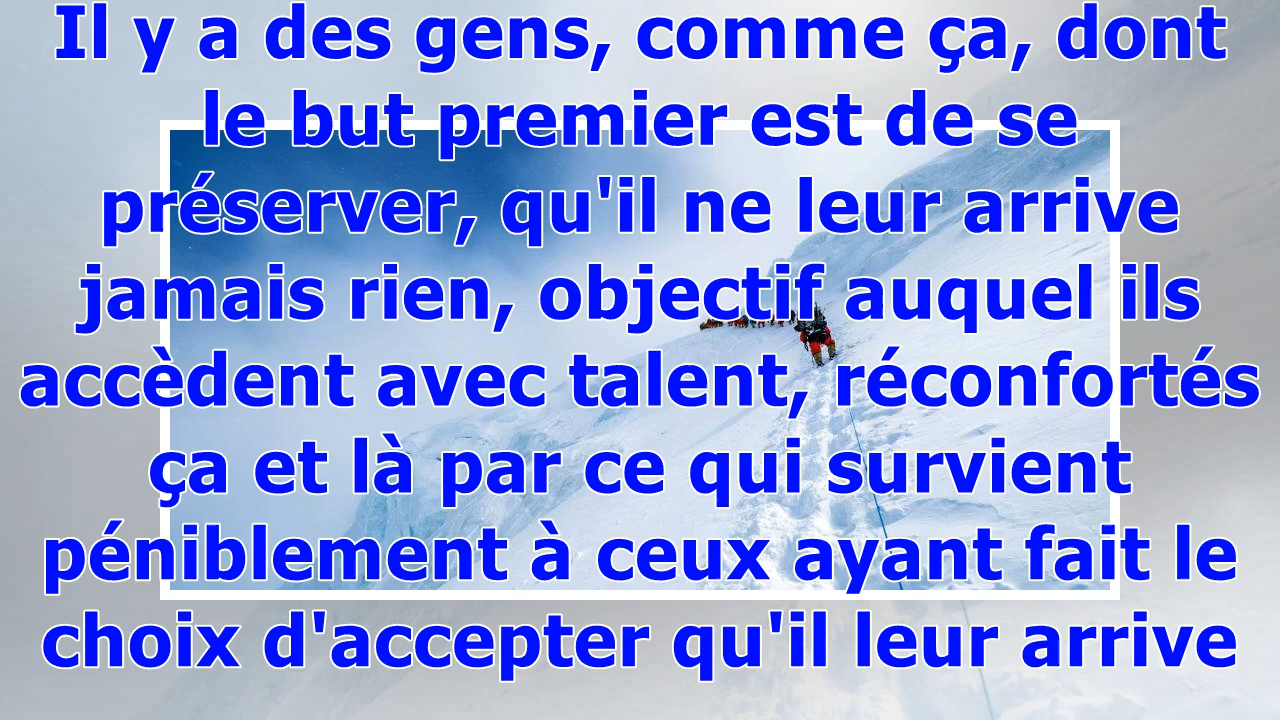 Il y a des gens, comme ça, dont
le but premier est de se
préserver, qu'il ne leur arrive
jamais rien, objectif auquel ils
accèdent avec talent, réconfortés
ça et là par ce qui survient
péniblement à ceux ayant fait le
choix d'accepter qu'il leur arrive